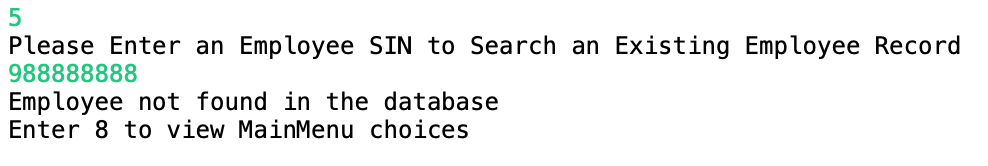 5
Please Enter an Employee SIN to Search an Existing Employee Record
988888888
Employee not found in the database
Enter 8 to view MainMenu choices